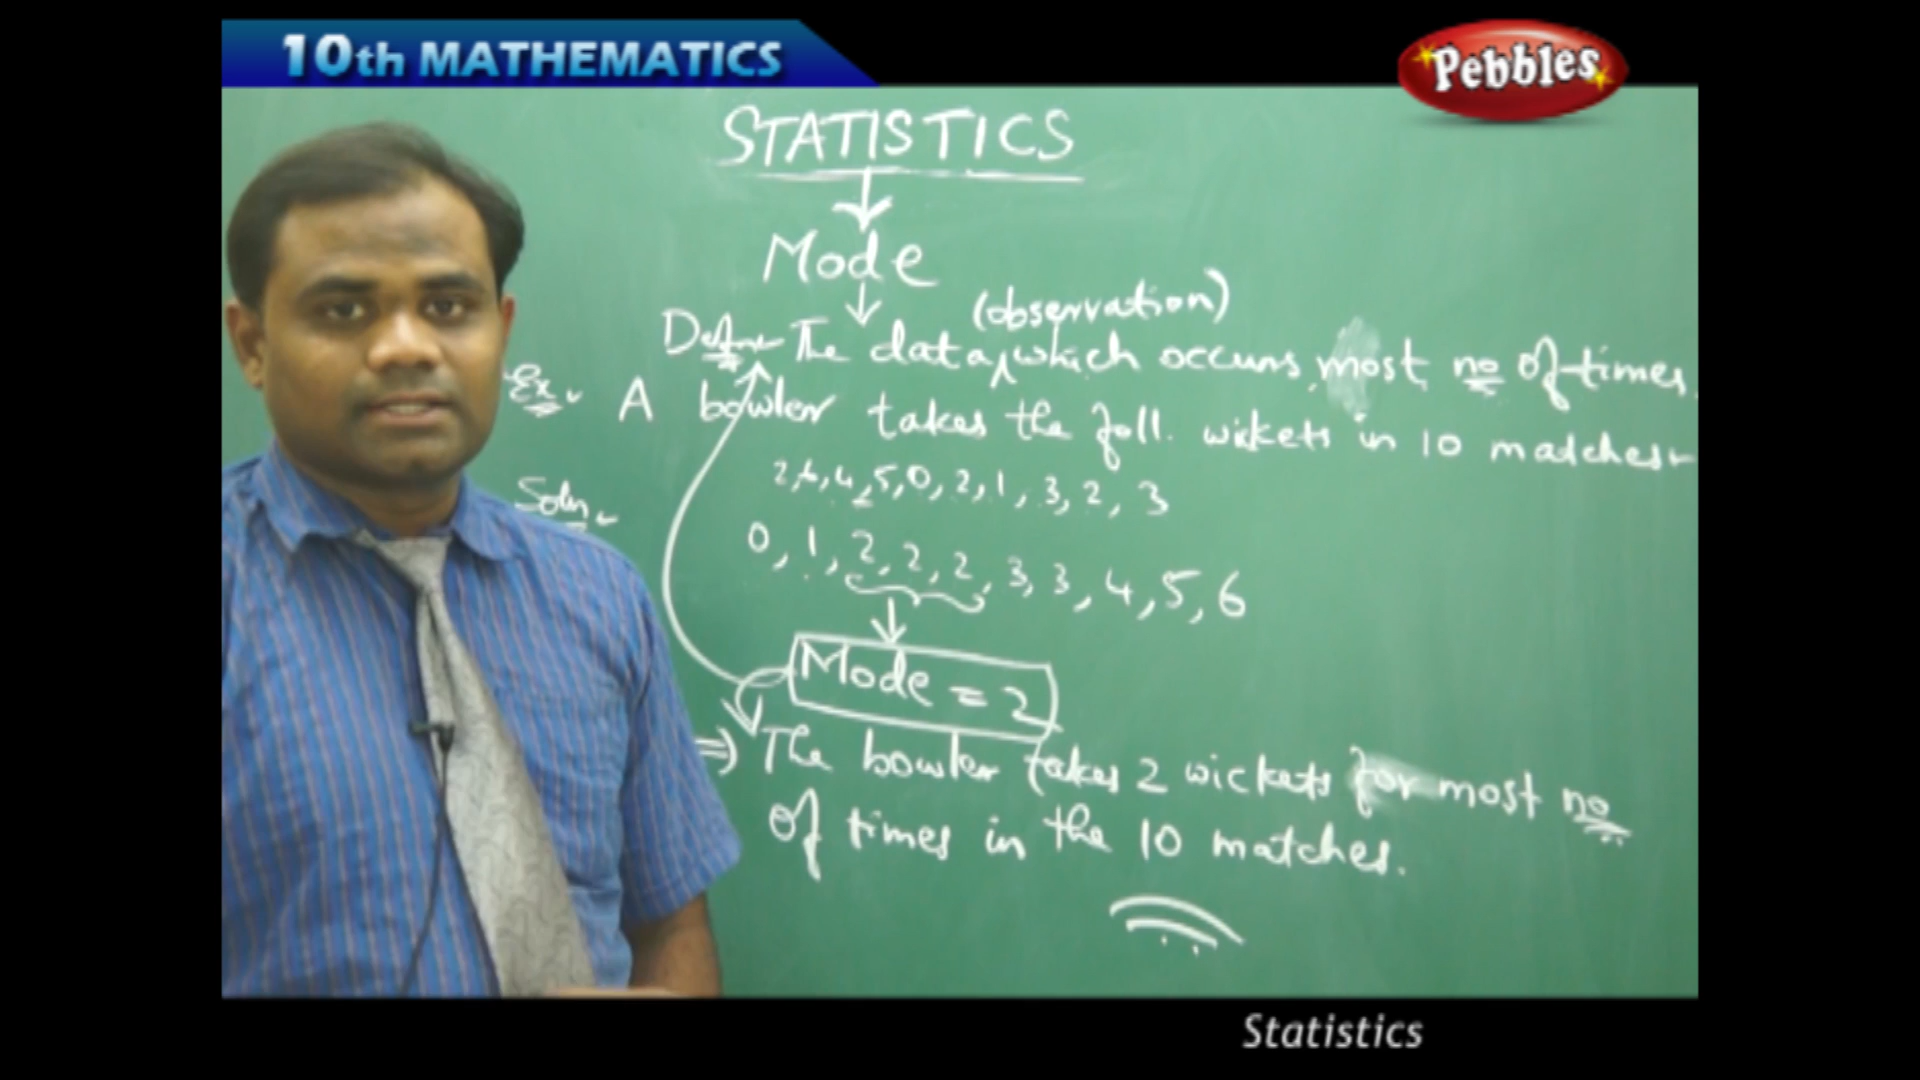 10th MATHEMATICS
Pebbles
STATISTICS
Mode
(observation)
Define The data, which occurs most no of times.
Ex. A bowler takes the foll. wickets in 10 matches
2, 6, 4, 5, 0, 2, 1, 3, 2, 3
Soln
0, 1, 2, 2, 2, 3, 3, 4, 5, 6
Mode = 2
⇒ The bowler takes 2 wickets for most no
Of times in the 10 matches.
Statistics